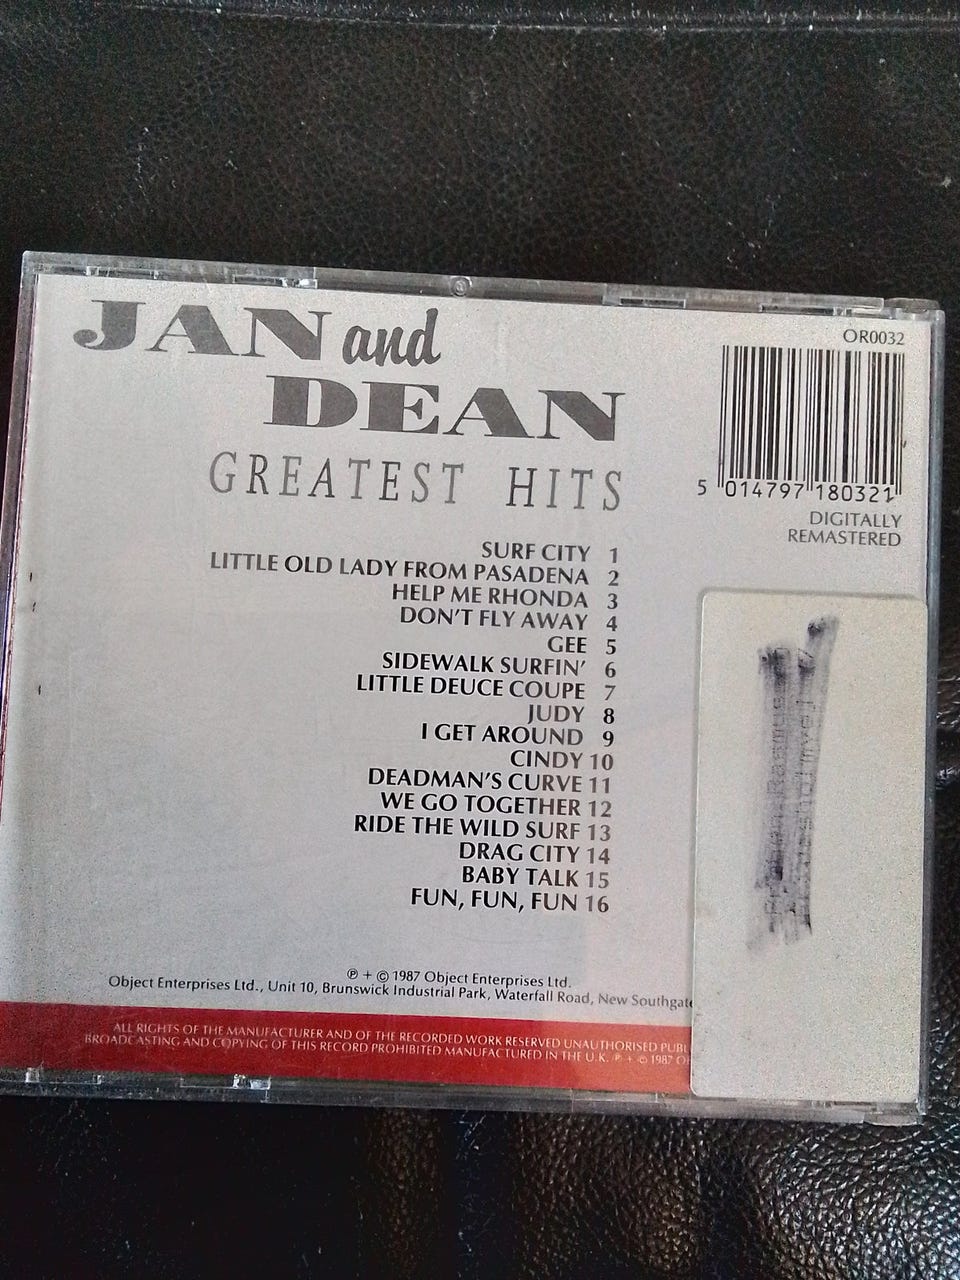 JAN and
DEAN
GREATEST HITS
OR0032
5 014797 180321
DIGITALLY
REMASTERED
SURF CITY 1
LITTLE OLD LADY FROM PASADENA 2
HELP ME RHONDA 3
DON'T FLY AWAY 4
GEE 5
SIDEWALK SURFIN' 6
LITTLE DEUCE COUPE 7
JUDY 8
I GET AROUND 9
CINDY 10
DEADMAN'S CURVE 11
WE GO TOGETHER 12
RIDE THE WILD SURF 13
DRAG CITY 14
BABY TALK 15
FUN, FUN, FUN 16
℗ + © 1987 Object Enterprises Ltd.
Object Enterprises Ltd., Unit 10, Brunswick Industrial Park, Waterfall Road, New Southgate
ALL RIGHTS OF THE MANUFACTURER AND OF THE RECORDED WORK RESERVED UNAUTHORISED PUBL
BROADCASTING AND COPYING OF THIS RECORD PROHIBITED MANUFACTURED IN THE U.K. ℗ + © 1987 O